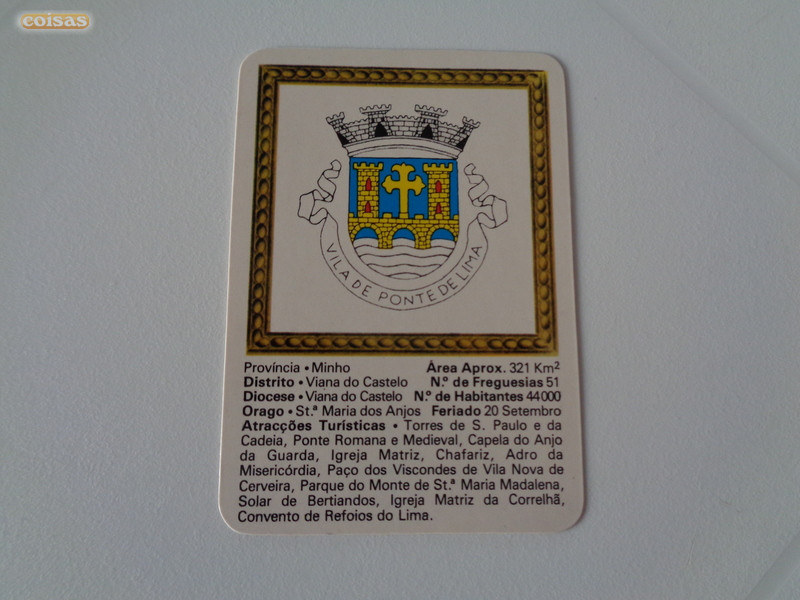 coisas
VILA DE PONTE DE LIMA
Província • Minho Área Aprox. 321 Km²
Distrito • Viana do Castelo N.º de Freguesias 51
Diocese • Viana do Castelo N.º de Habitantes 44000
Orago • St.ª Maria dos Anjos Feriado 20 Setembro
Atracções Turísticas • Torres de S. Paulo e da
Cadeia, Ponte Romana e Medieval, Capela do Anjo
da Guarda, Igreja Matriz, Chafariz, Adro da
Misericórdia, Paço dos Viscondes de Vila Nova de
Cerveira, Parque do Monte de St.ª Maria Madalena,
Solar de Bertiandos, Igreja Matriz da Correlhã,
Convento de Refoios do Lima.